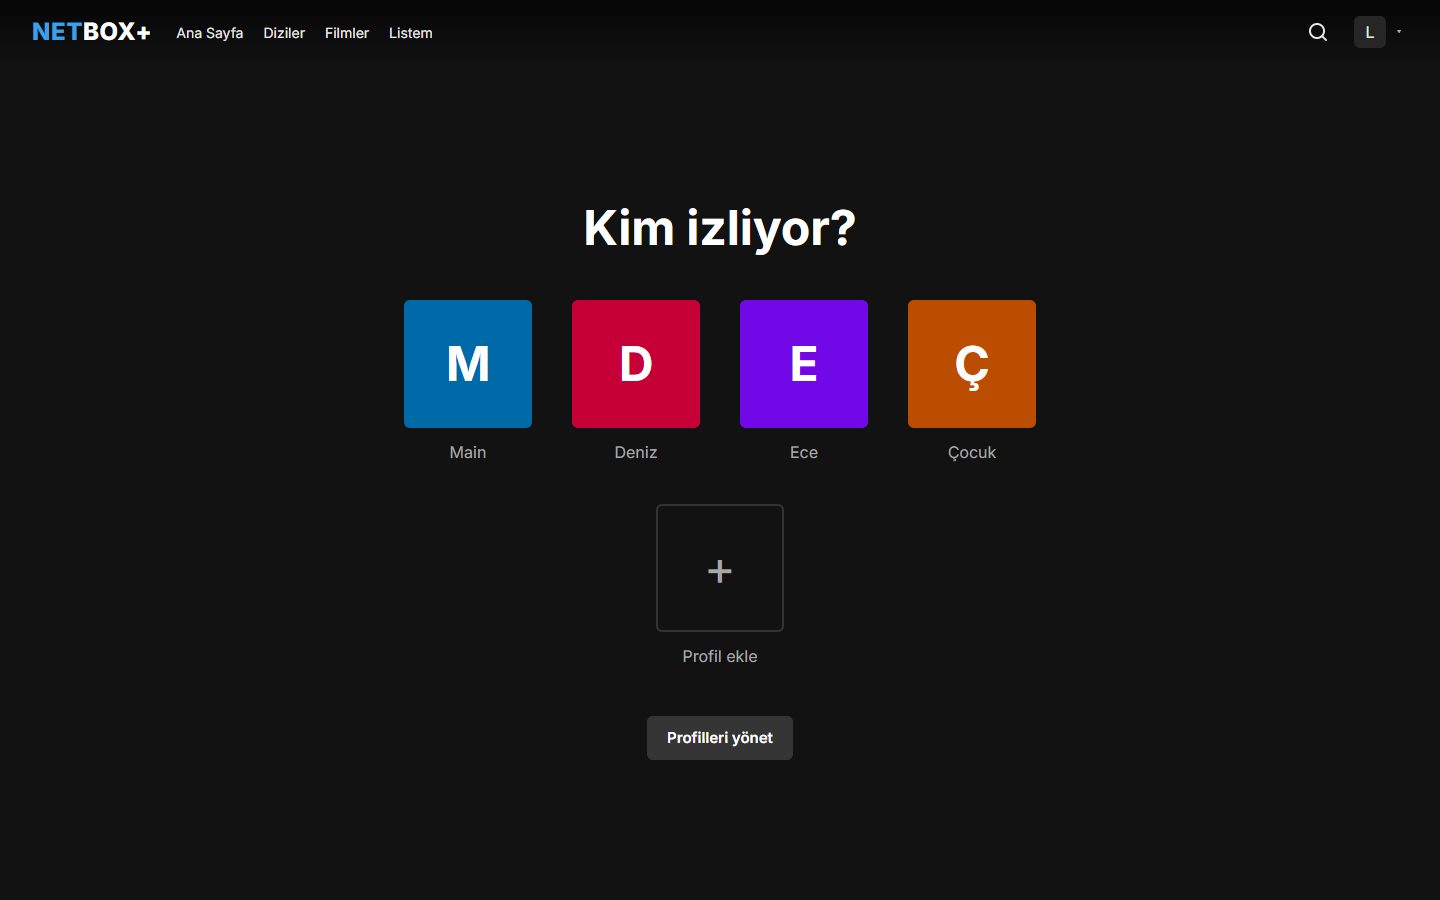 NETBOX+ Ana Sayfa Diziler Filmler Listem L
Kim izliyor?
M D E Ç
Main Deniz Ece Çocuk
+
Profil ekle
Profilleri yönet